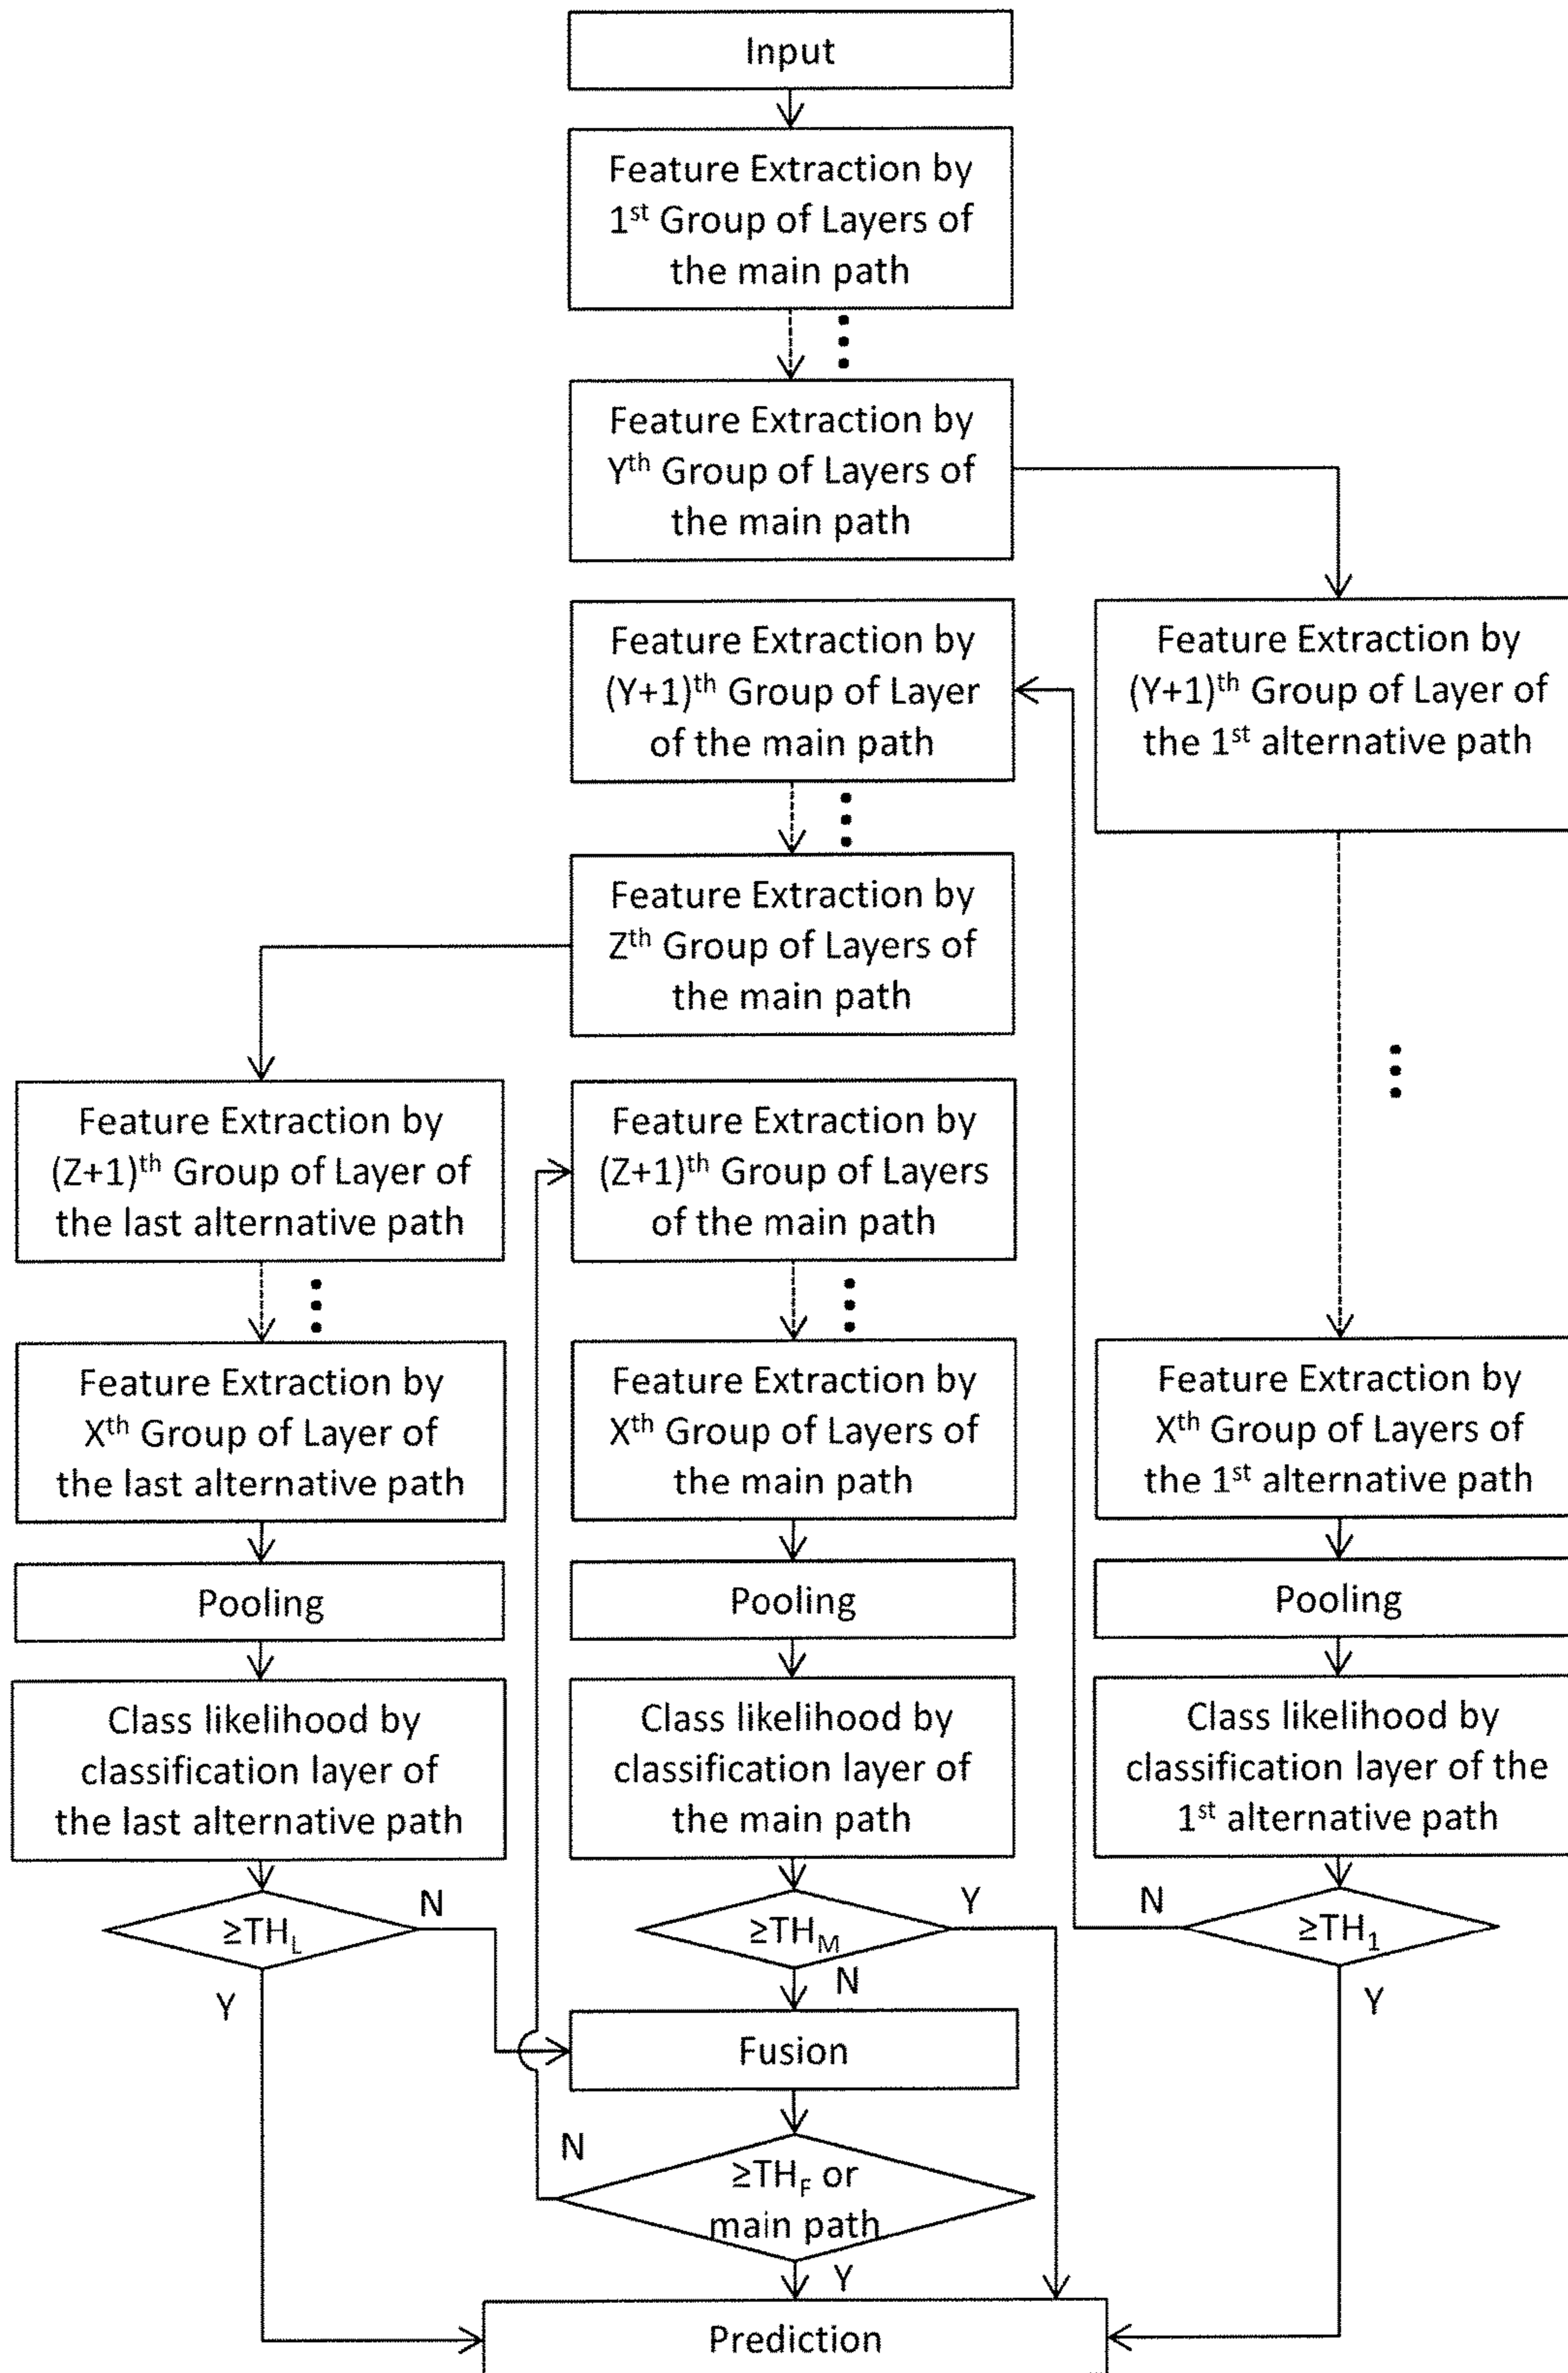 Input
Feature Extraction by
1st Group of Layers of
the main path
Feature Extraction by
Yth Group of Layers of
the main path
Feature Extraction by
(Y+1)th Group of Layer
of the main path
Feature Extraction by
(Y+1)th Group of Layer of
the 1st alternative path
Feature Extraction by
Zth Group of Layers of
the main path
Feature Extraction by
(Z+1)th Group of Layer of
the last alternative path
Feature Extraction by
(Z+1)th Group of Layers
of the main path
Feature Extraction by
Xth Group of Layer of
the last alternative path
Feature Extraction by
Xth Group of Layers of
the main path
Feature Extraction by
Xth Group of Layers of
the 1st alternative path
Pooling
Pooling
Pooling
Class likelihood by
classification layer of
the last alternative path
Class likelihood by
classification layer of
the main path
Class likelihood by
classification layer of the
1st alternative path
≥THL
N
Y
≥THM
Y
N
≥TH1
N
Y
Fusion
≥THF or
main path
N
Y
Prediction